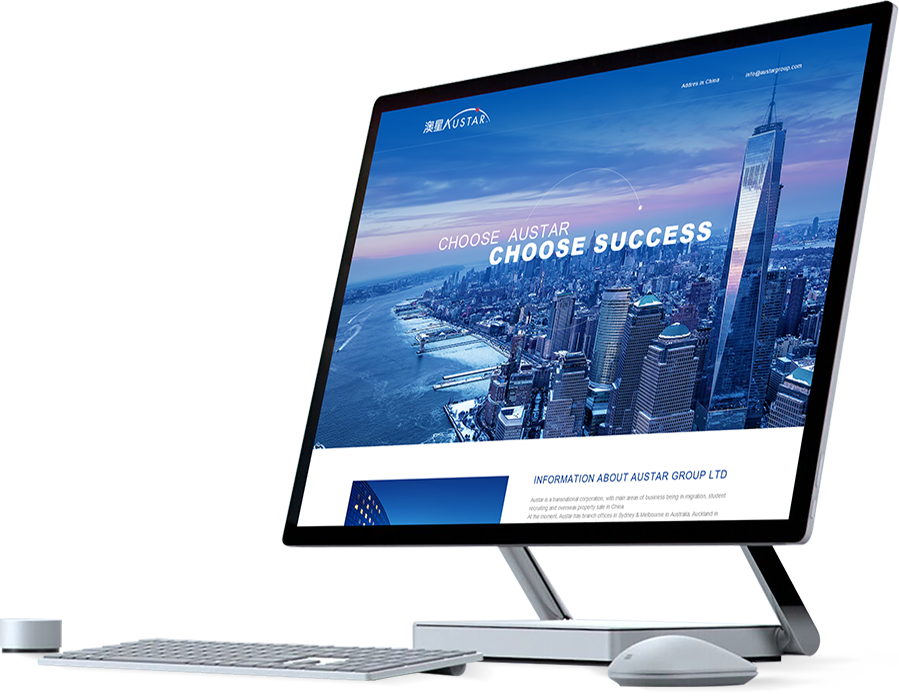 Addres in China
info@austargroup.com
澳星AUSTAR
CHOOSE AUSTAR
CHOOSE SUCCESS
INFORMATION ABOUT AUSTAR GROUP LTD
Austar is a transnational corporation, with main areas of business being in migration, student
recruiting and overseas property sale in China
At the moment, Austar has branch offices in Sydney & Melbourne in Australia, Auckland in